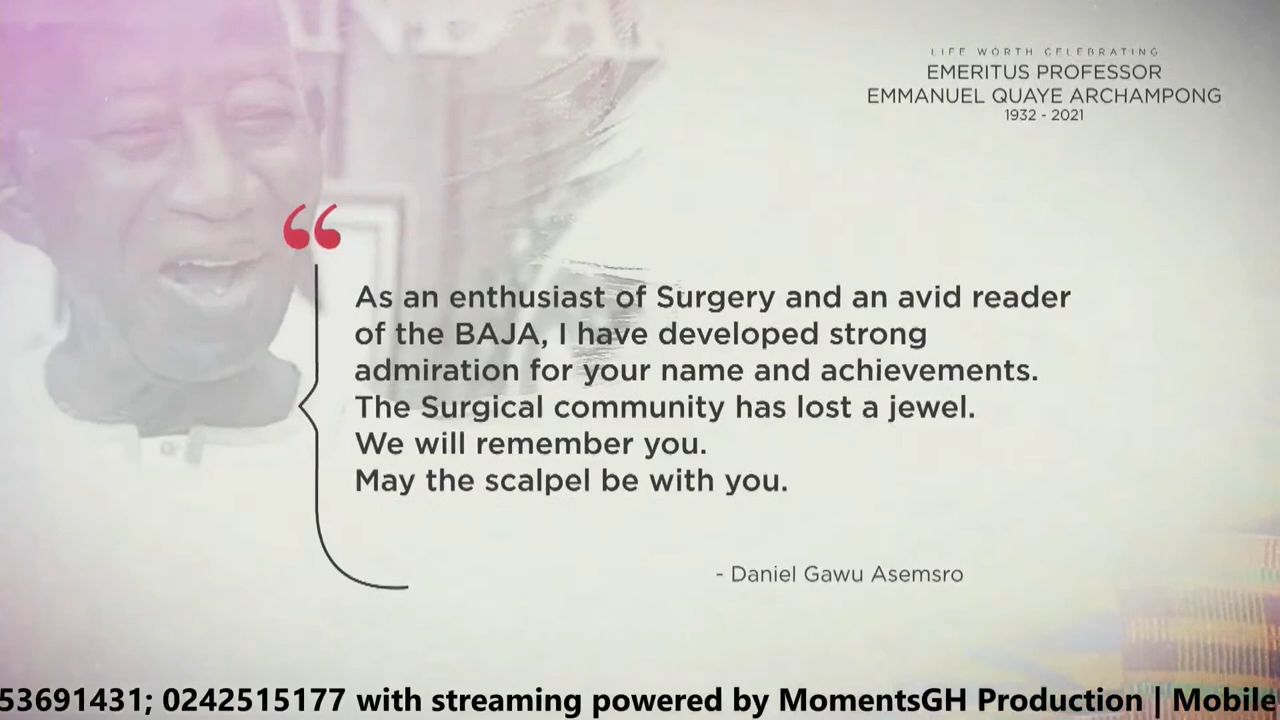 LIFE WORTH CELEBRATING
EMERITUS PROFESSOR
EMMANUEL QUAYE ARCHAMPONG
1932 - 2021
“
As an enthusiast of Surgery and an avid reader
of the BAJA, I have developed strong
admiration for your name and achievements.
The Surgical community has lost a jewel.
We will remember you.
May the scalpel be with you.
- Daniel Gawu Asemsro
53691431; 0242515177 with streaming powered by MomentsGH Production | Mobile